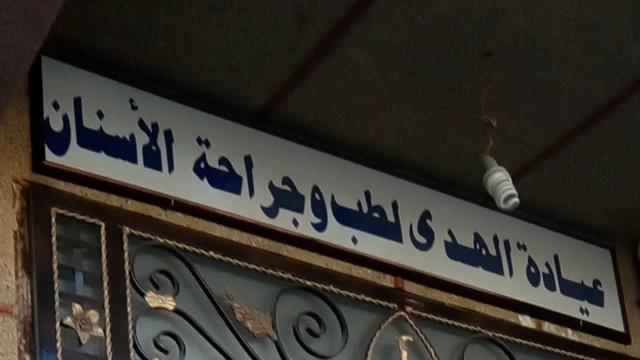 عيادة الهدى لطب وجراحة الأسنان